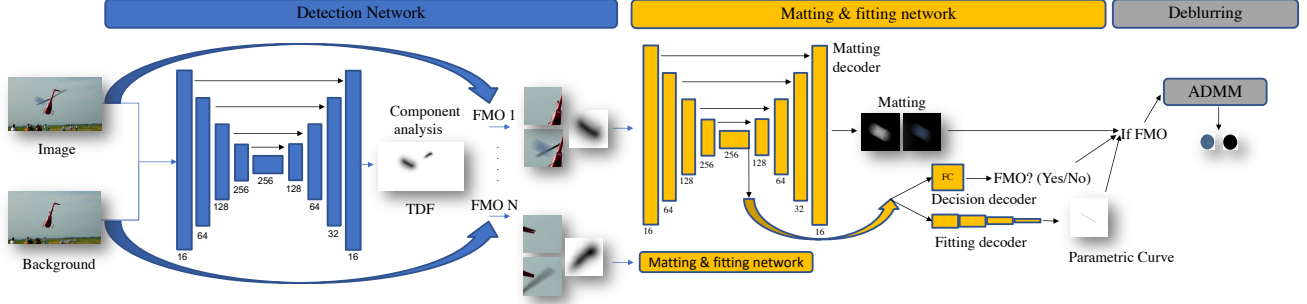 Detection Network
Matting & fitting network
Deblurring
Image
Background
16
64
128
256
256
128
64
32
16
Component
analysis
TDF
FMO 1
FMO N
16
64
128
256
256
128
64
32
16
Matting
decoder
Matting
FC
FMO? (Yes/No)
Decision decoder
Fitting decoder
Matting & fitting network
If FMO
Parametric Curve
ADMM